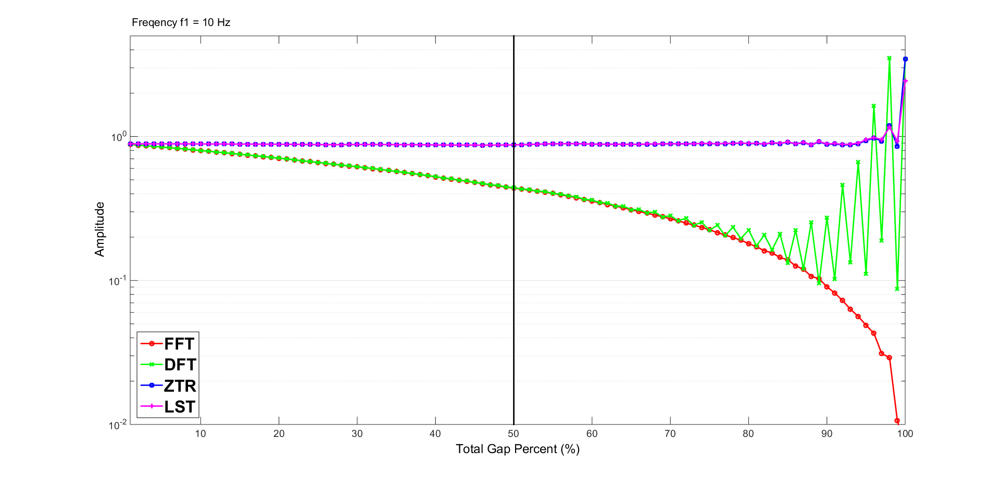 Freqency f1 = 10 Hz
Amplitude
10^0
10^-1
10^-2
FFT
DFT
ZTR
LST
10 20 30 40 50 60 70 80 90 100
Total Gap Percent (%)